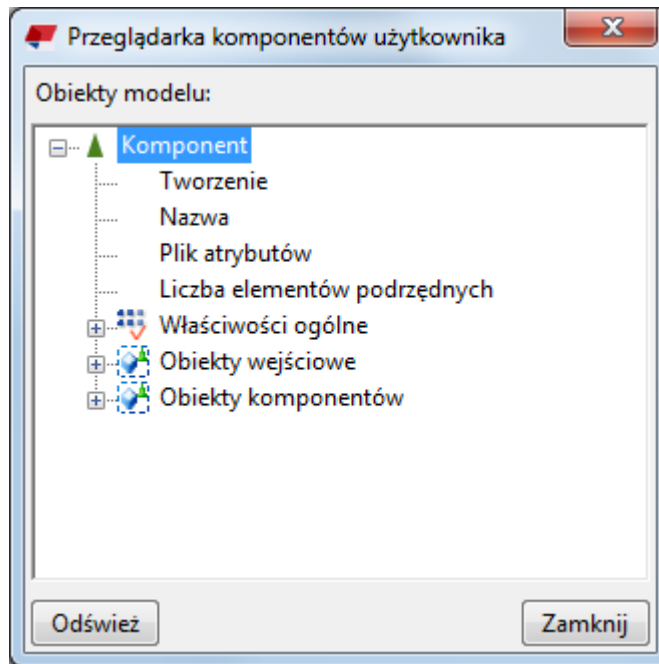 Przeglądarka komponentów użytkownika
Obiekty modelu:
Komponent
Tworzenie
Nazwa
Plik atrybutów
Liczba elementów podrzędnych
Właściwości ogólne
Obiekty wejściowe
Obiekty komponentów
Odśwież
Zamknij